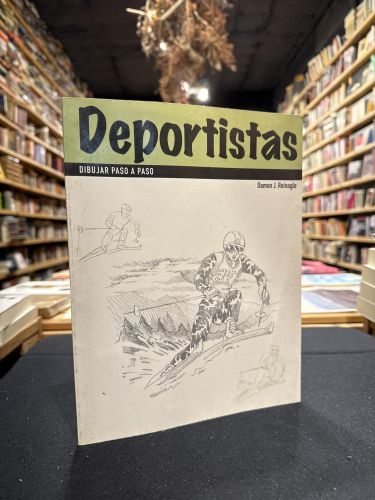 Deportistas
DIBUJAR PASO A PASO
Damon J. Reinagle